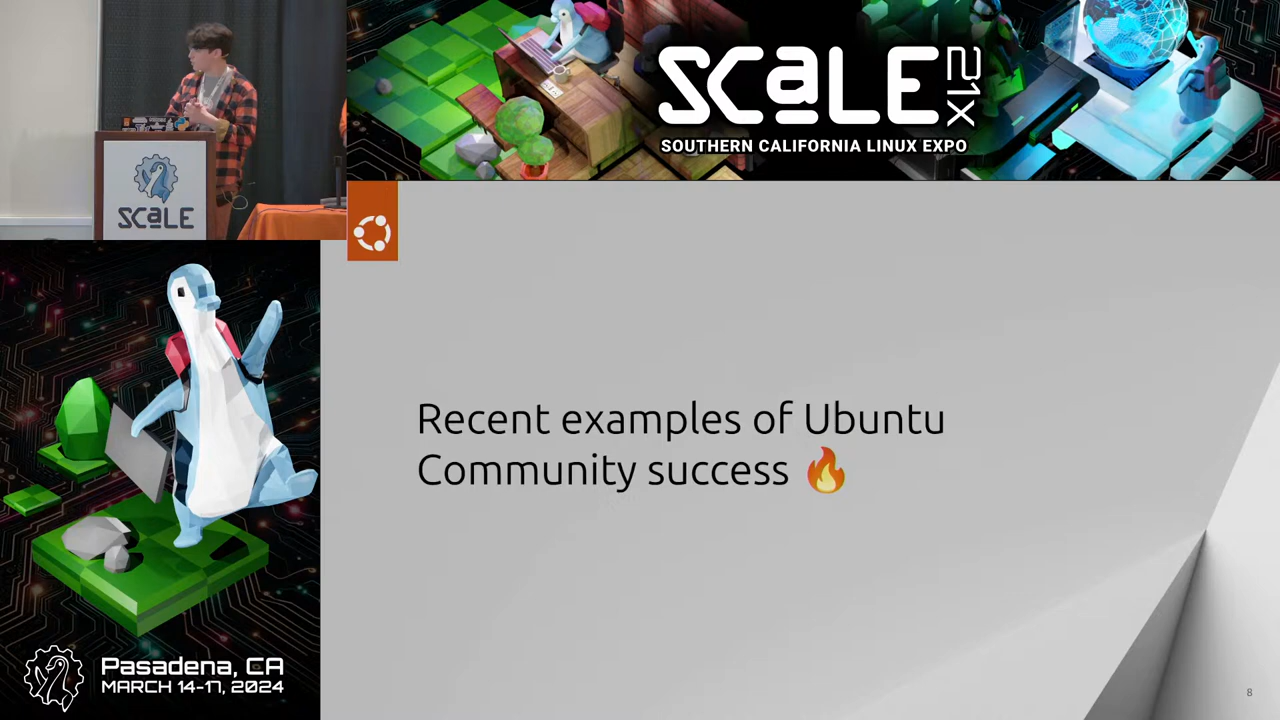 SCaLE 21X
SOUTHERN CALIFORNIA LINUX EXPO
SCaLE
Recent examples of Ubuntu
Community success 🔥
Pasadena, CA
MARCH 14-17, 2024
8